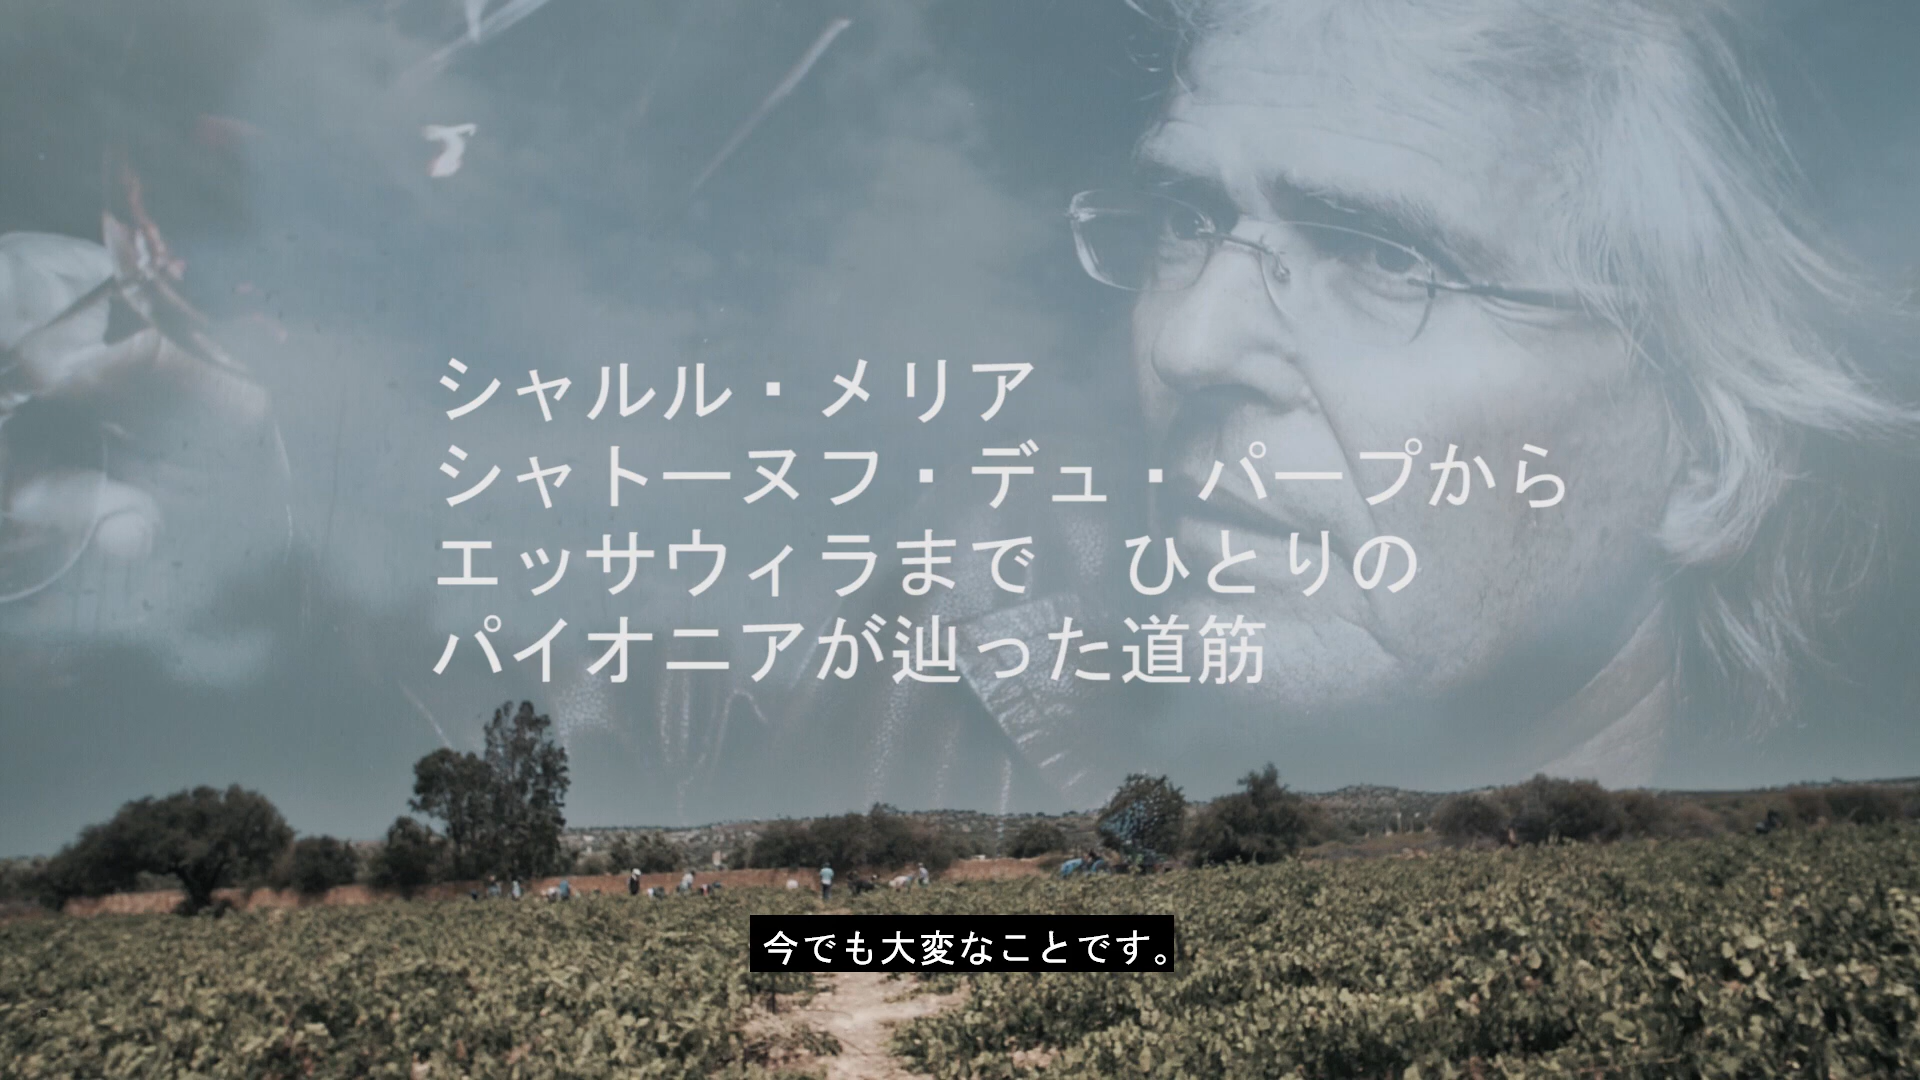 シャルル・メリア
シャトーヌフ・デュ・パープから
エッサウィラまで　ひとりの
パイオニアが辿った道筋
今でも大変なことです。